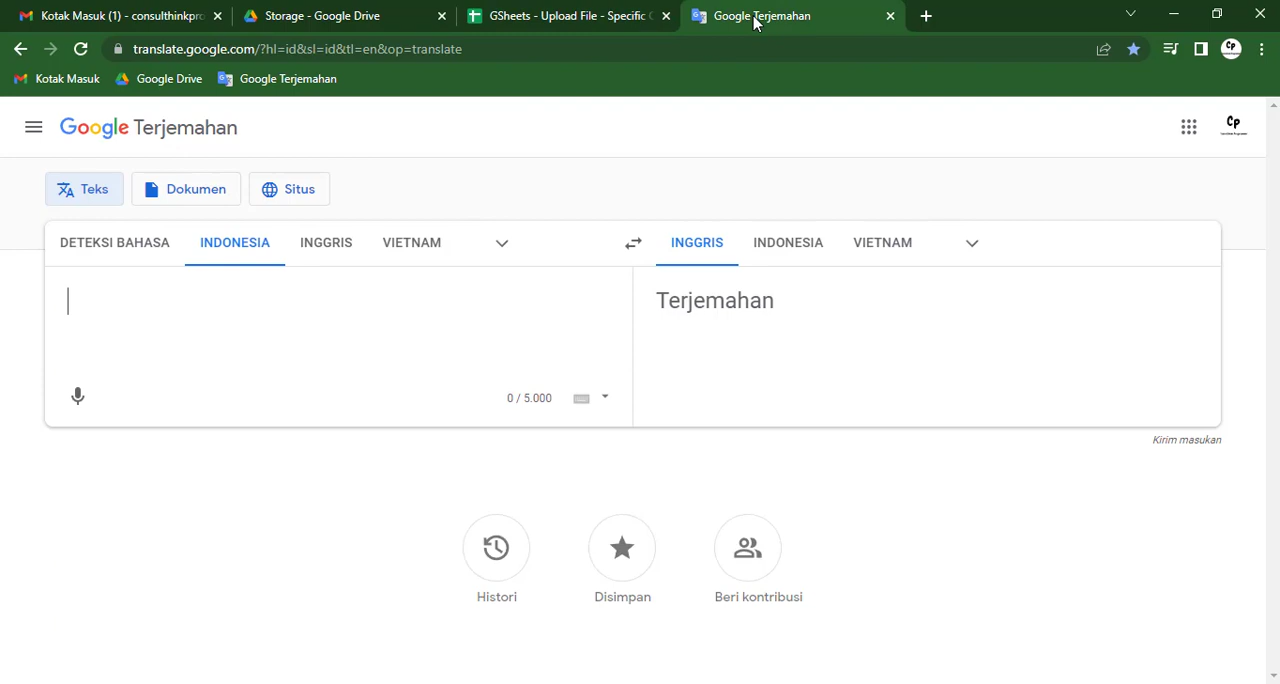 Kotak Masuk (1) - consulthinkpro
Storage - Google Drive
GSheets - Upload File - Specific C
Google Terjemahan
translate.google.com/?hl=id&sl=id&tl=en&op=translate
Cp
Kotak Masuk
Google Drive
Google Terjemahan
Google Terjemahan
Cp
Teks
Dokumen
Situs
DETEKSI BAHASA
INDONESIA
INGGRIS
VIETNAM
INGGRIS
INDONESIA
VIETNAM
Terjemahan
0 / 5.000
Kirim masukan
Histori
Disimpan
Beri kontribusi